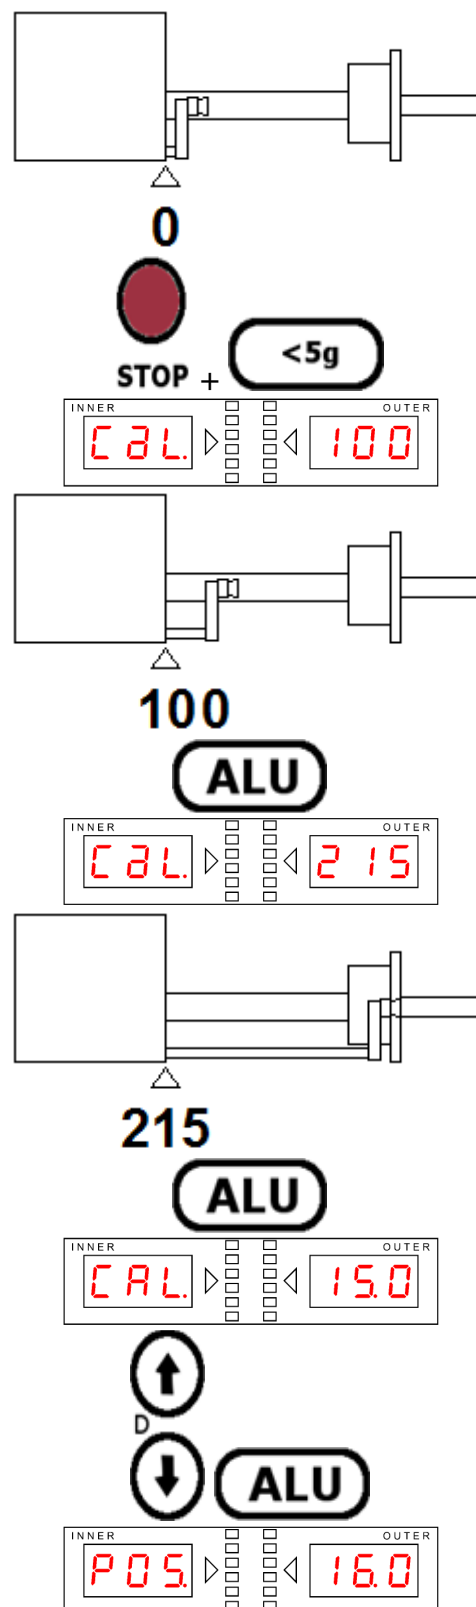 0
STOP + <5g
INNER OUTER
CAL. 100
100
ALU
INNER OUTER
CAL. 215
215
ALU
INNER OUTER
CAL. 15.0
D
ALU
INNER OUTER
POS. 16.0